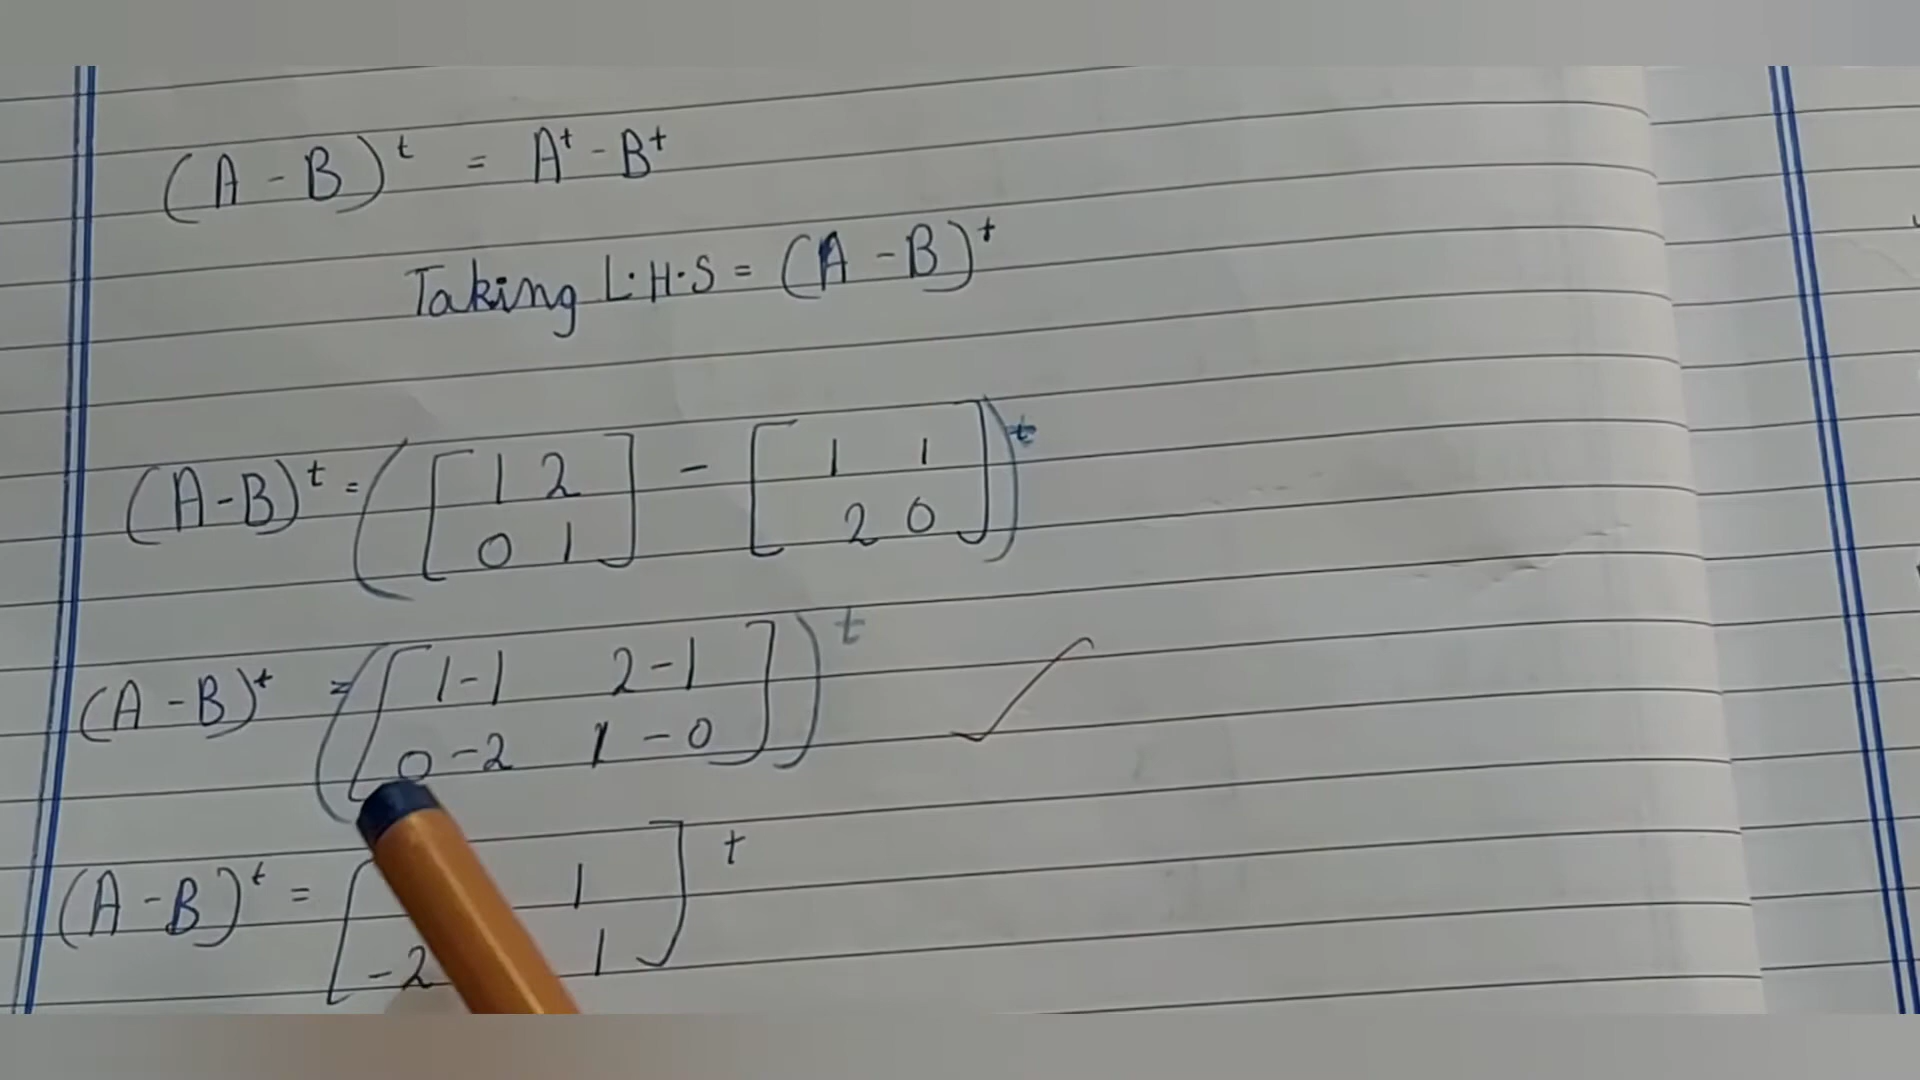 (A - B)^t = A^t - B^t
Taking L.H.S = (A - B)^t
(A-B)^t = ([1 2] - [1 1])^t
[0 1] [2 0]
(A - B)^t = ([1-1 2-1])^t
[0-2 1-0]
(A - B)^t = [ 1]^t
[-2 1]